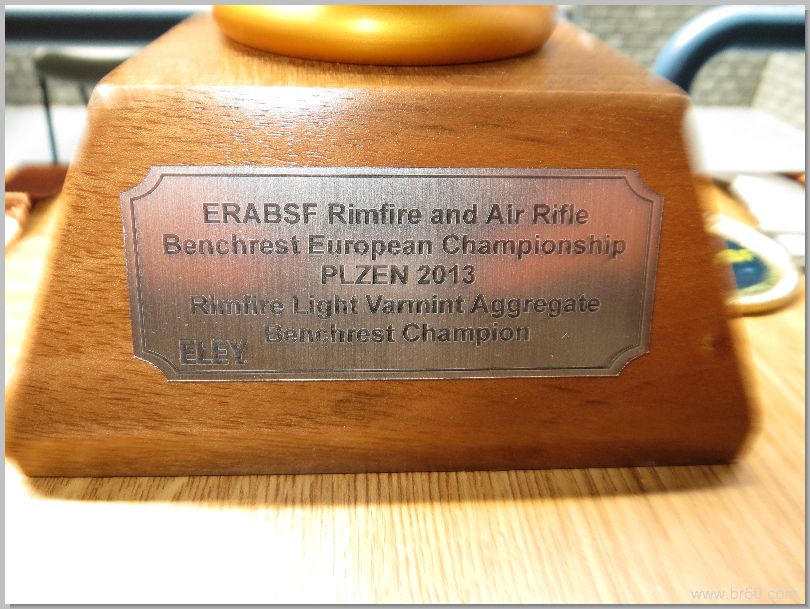 ERABSF Rimfire and Air Rifle
Benchrest European Championship
PLZEN 2013
Rimfire Light Varmint Aggregate
Benchrest Champion
ELEY
www.br50.com